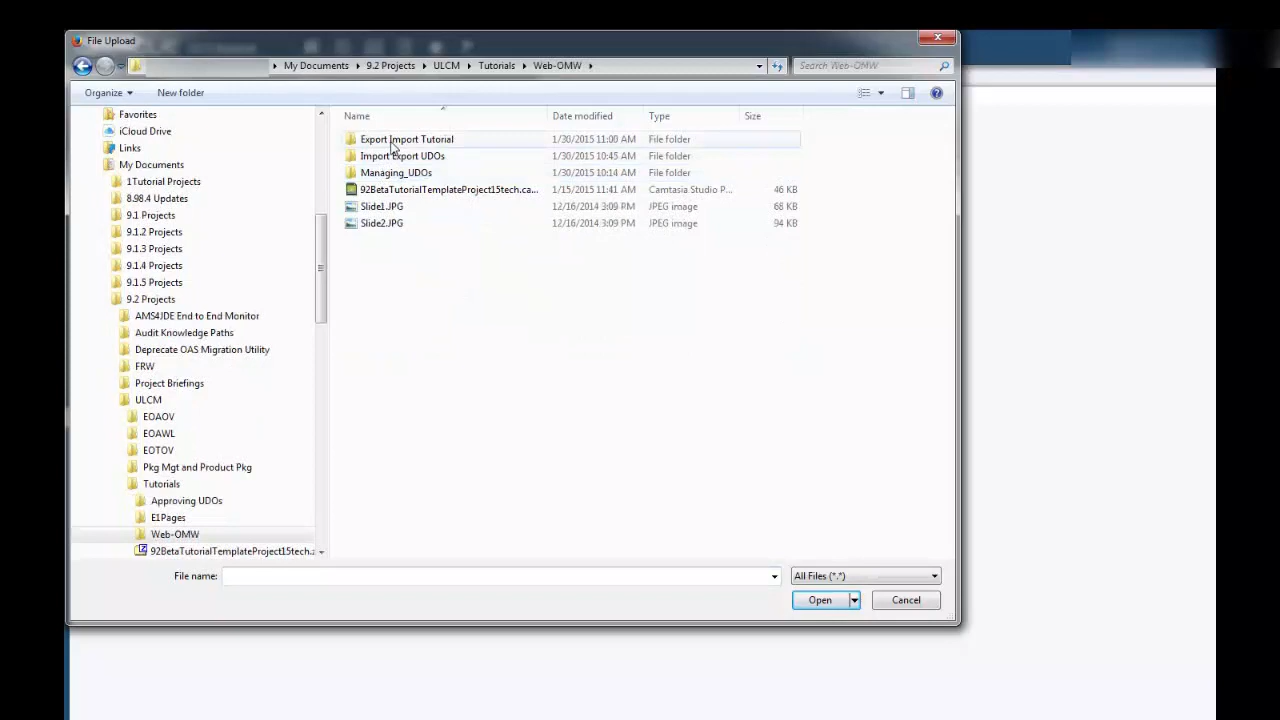 File Upload
My Documents 9.2 Projects ULCM Tutorials Web-OMW Search Web-OMW
Organize New folder
Name Date modified Type Size
Favorites
iCloud Drive
Links
My Documents
1Tutorial Projects
8.98.4 Updates
9.1 Projects
9.1.2 Projects
9.1.3 Projects
9.1.4 Projects
9.1.5 Projects
9.2 Projects
AMS4JDE End to End Monitor
Audit Knowledge Paths
Deprecate OAS Migration Utility
FRW
Project Briefings
ULCM
EOAOV
EOAWL
EOTOV
Pkg Mgt and Product Pkg
Tutorials
Approving UDOs
E1Pages
Web-OMW
92BetaTutorialTemplateProject15tech.z
Export Import Tutorial 1/30/2015 11:00 AM File folder
Import Export UDOs 1/30/2015 10:45 AM File folder
Managing_UDOs 1/30/2015 10:14 AM File folder
92BetaTutorialTemplateProject15tech.ca... 1/15/2015 11:41 AM Camtasia Studio P... 46 KB
Slide1.JPG 12/16/2014 3:09 PM JPEG image 68 KB
Slide2.JPG 12/16/2014 3:09 PM JPEG image 94 KB
File name: All Files (*.*)
Open Cancel